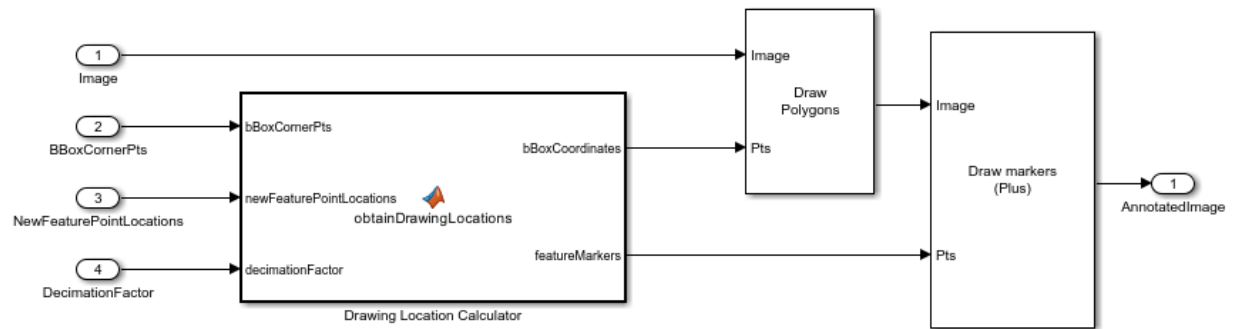 1
Image
2
BBoxCornerPts
3
NewFeaturePointLocations
4
DecimationFactor
bBoxCornerPts
newFeaturePointLocations
decimationFactor
obtainDrawingLocations
bBoxCoordinates
featureMarkers
Drawing Location Calculator
Image
Pts
Draw
Polygons
Image
Pts
Draw markers
(Plus)
1
AnnotatedImage